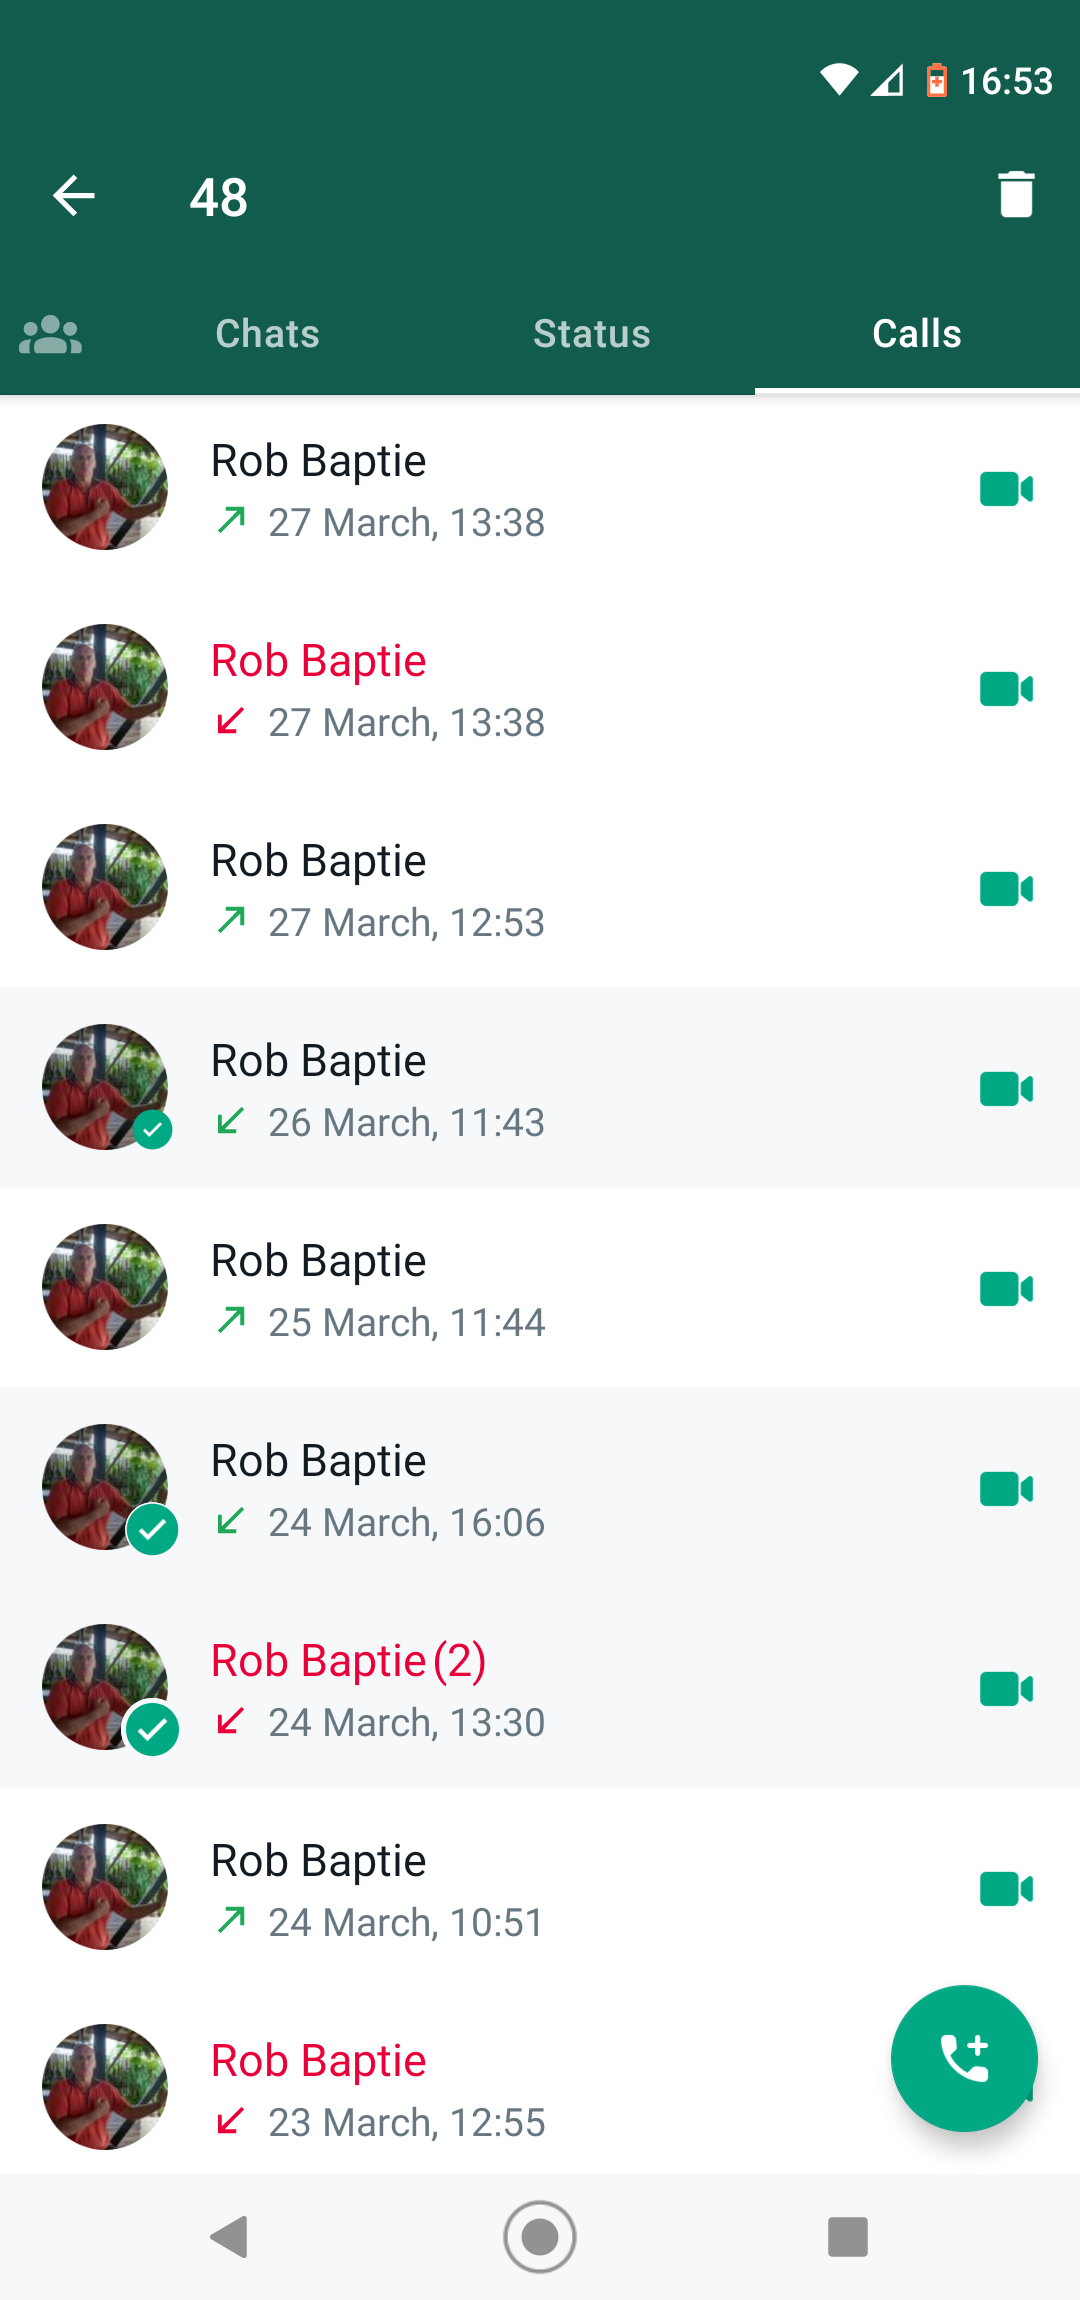 16:53
48
Chats Status Calls
Rob Baptie
27 March, 13:38
Rob Baptie
27 March, 13:38
Rob Baptie
27 March, 12:53
Rob Baptie
26 March, 11:43
Rob Baptie
25 March, 11:44
Rob Baptie
24 March, 16:06
Rob Baptie (2)
24 March, 13:30
Rob Baptie
24 March, 10:51
Rob Baptie
23 March, 12:55